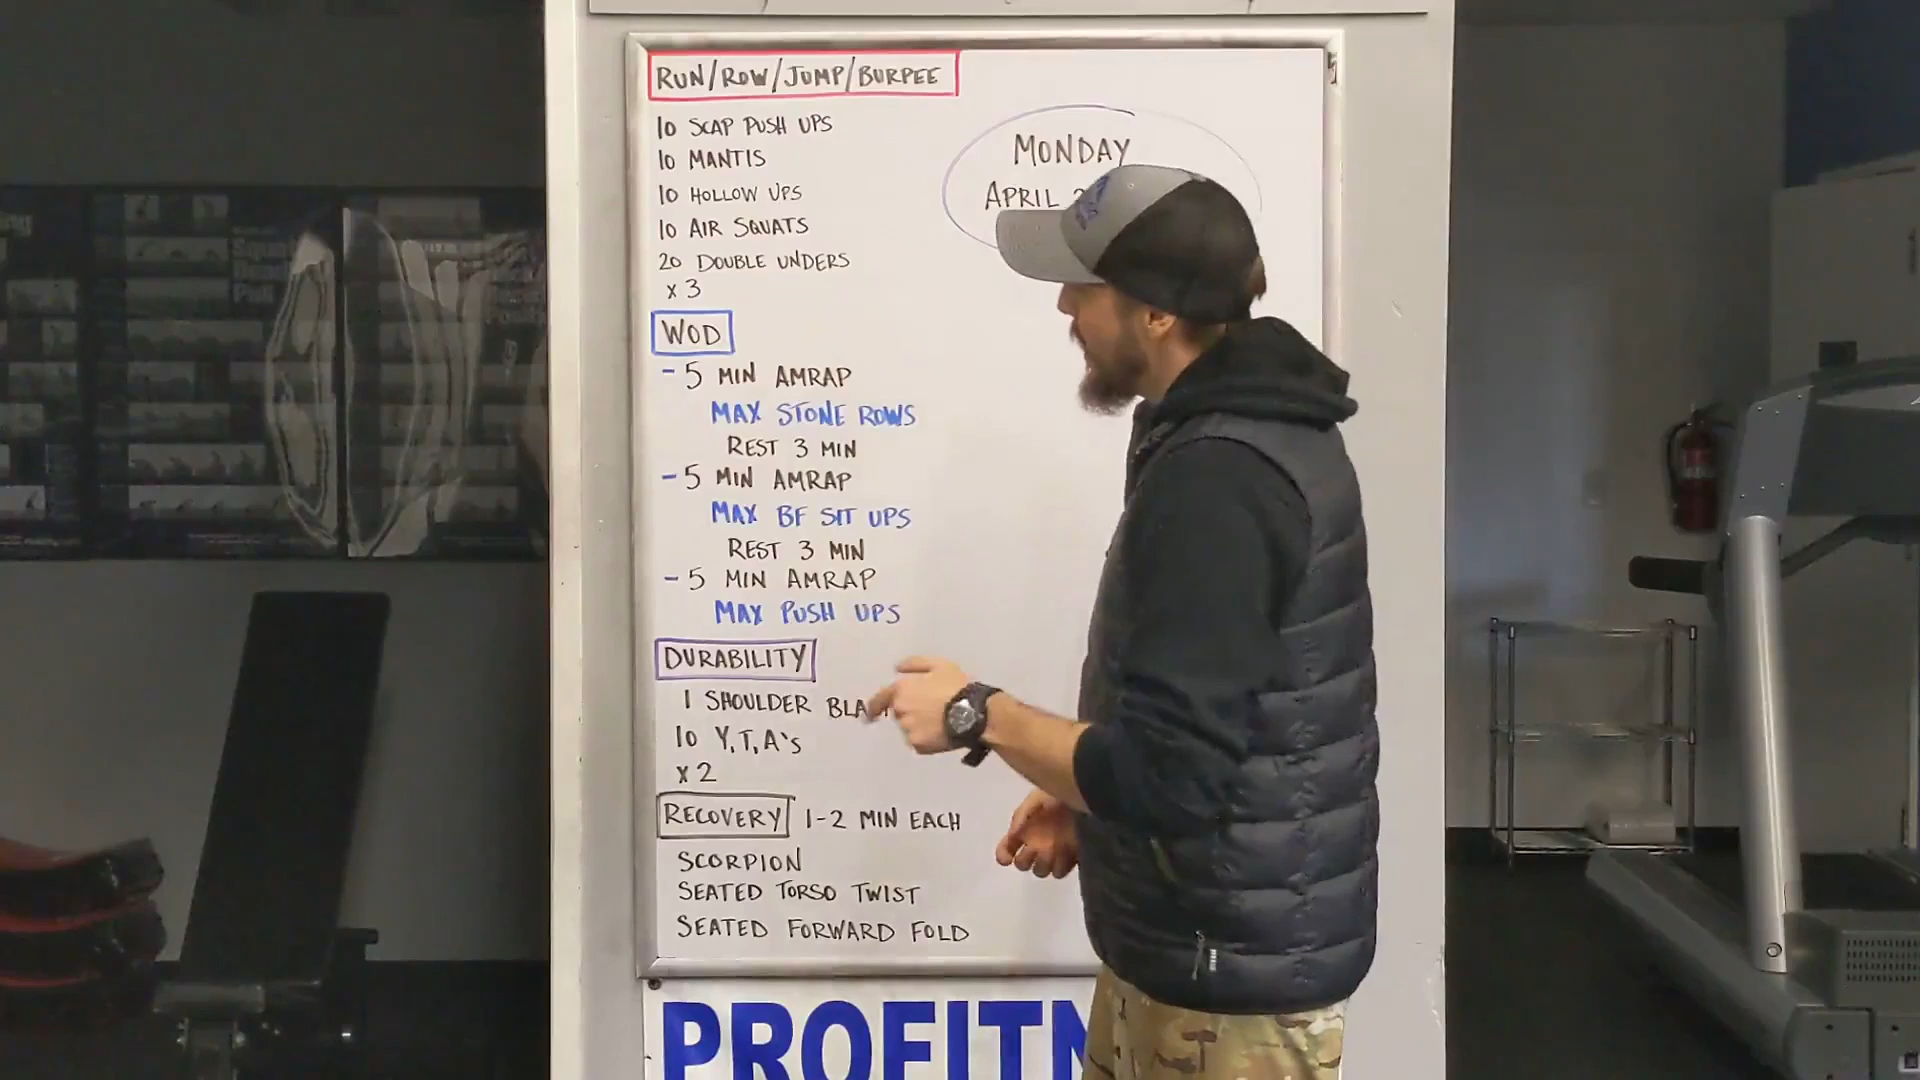 RUN/ROW/JUMP/BURPEE
10 SCAP PUSH UPS
10 MANTIS
10 HOLLOW UPS
10 AIR SQUATS
20 DOUBLE UNDERS
x 3
MONDAY
APRIL
WOD
- 5 MIN AMRAP
MAX STONE ROWS
REST 3 MIN
- 5 MIN AMRAP
MAX BF SIT UPS
REST 3 MIN
- 5 MIN AMRAP
MAX PUSH UPS
DURABILITY
1 SHOULDER
10 Y,T,A's
x 2
RECOVERY 1-2 MIN EACH
SCORPION
SEATED TORSO TWIST
SEATED FORWARD FOLD